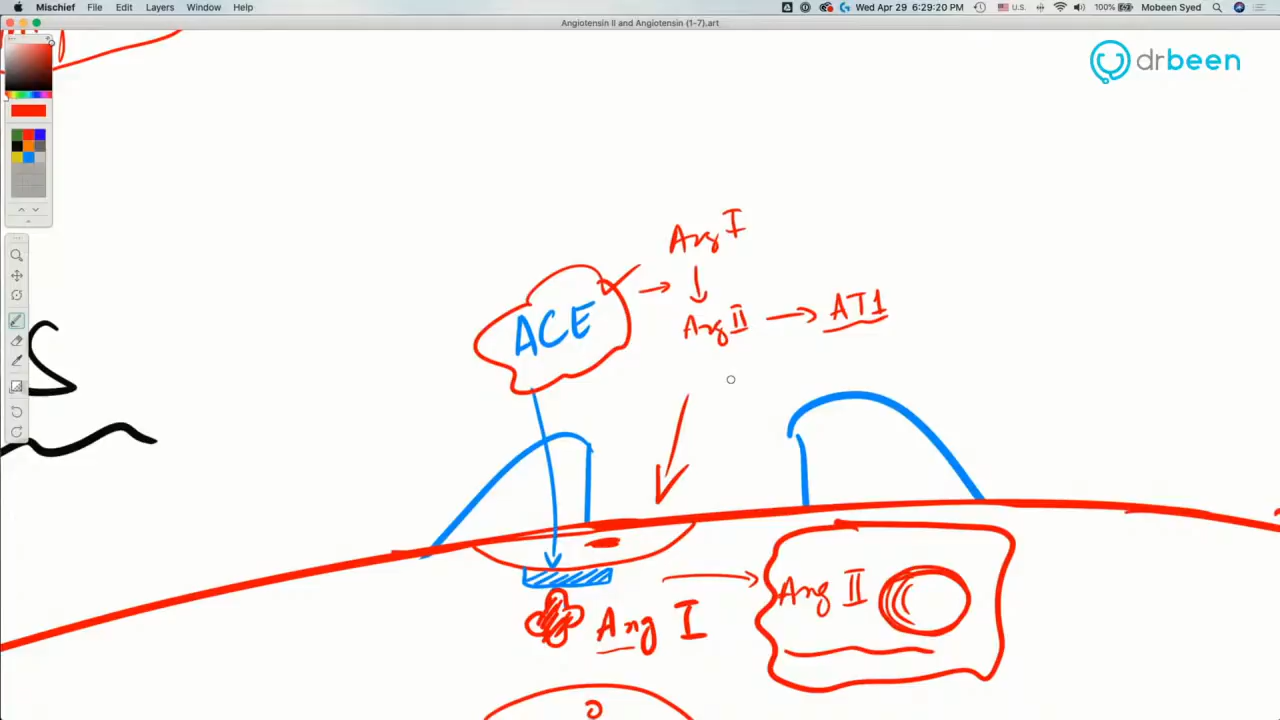 Mischief File Edit Layers Window Help
U.S. 100% Wed Apr 29 6:29:20 PM Mobeen Syed
Angiotensin II and Angiotensin (1-7).art
drbeen
Ang I
ACE
Ang II → AT1
Ang II
Ang I